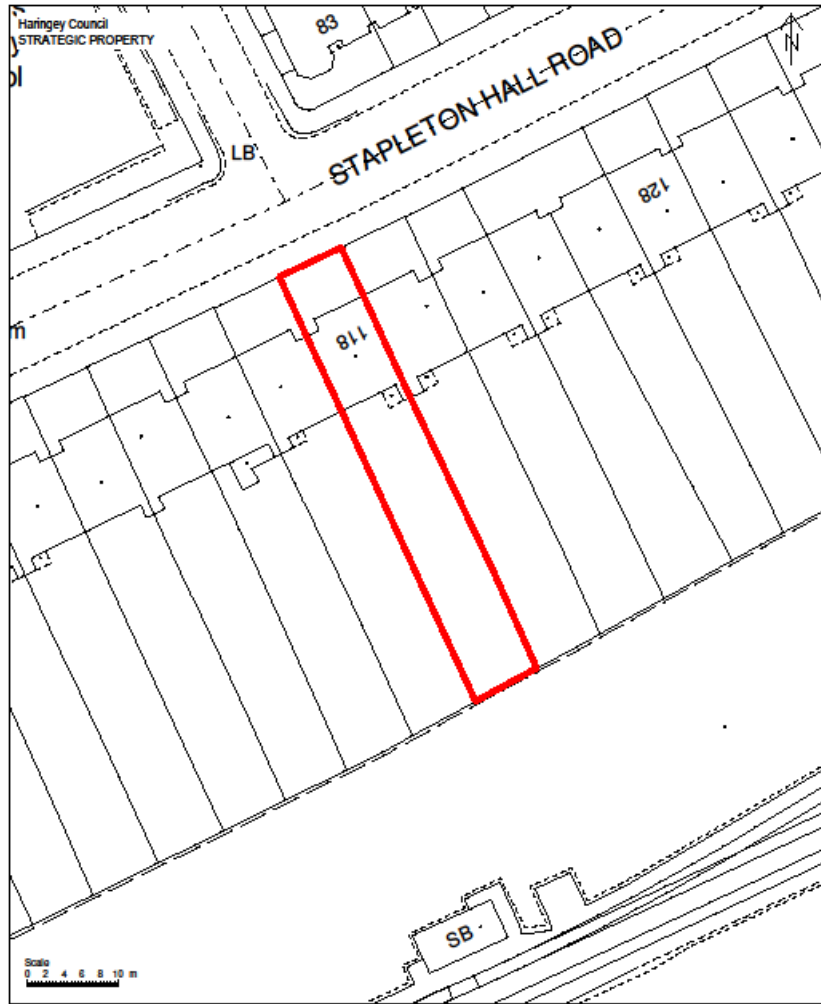 Haringey Council
STRATEGIC PROPERTY
83
N
ol
LB
STAPLETON HALL ROAD
128
m
118
SB
Scale
0 2 4 6 8 10 m